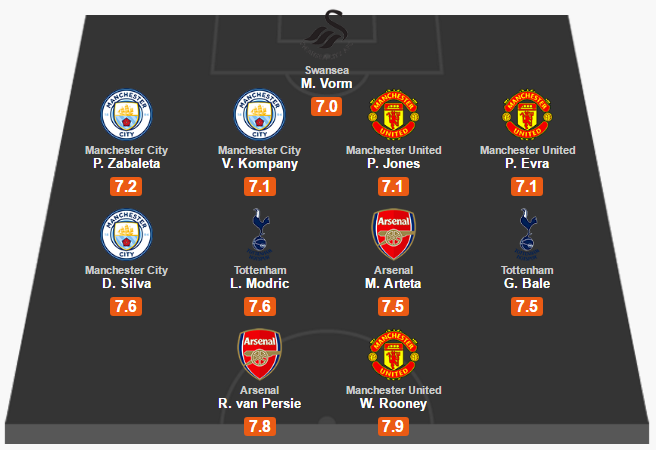 Swansea
M. Vorm
7.0
MANCHESTER
CITY
Manchester City
P. Zabaleta
7.2
MANCHESTER
CITY
Manchester City
V. Kompany
7.1
MANCHESTER
UNITED
Manchester United
P. Jones
7.1
MANCHESTER
UNITED
Manchester United
P. Evra
7.1
MANCHESTER
CITY
Manchester City
D. Silva
7.6
Tottenham
L. Modric
7.6
Arsenal
Arsenal
M. Arteta
7.5
Tottenham
G. Bale
7.5
Arsenal
Arsenal
R. van Persie
7.8
MANCHESTER
UNITED
Manchester United
W. Rooney
7.9